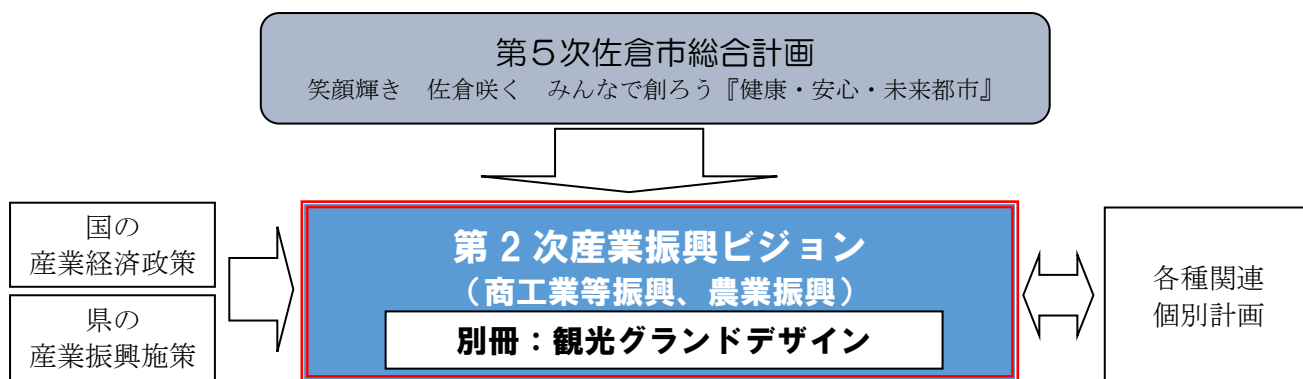 第５次佐倉市総合計画
笑顔輝き　佐倉咲く　みんなで創ろう『健康・安心・未来都市』
国の
産業経済政策
県の
産業振興施策
第 2 次産業振興ビジョン
（商工業等振興、農業振興）
別冊：観光グランドデザイン
各種関連
個別計画